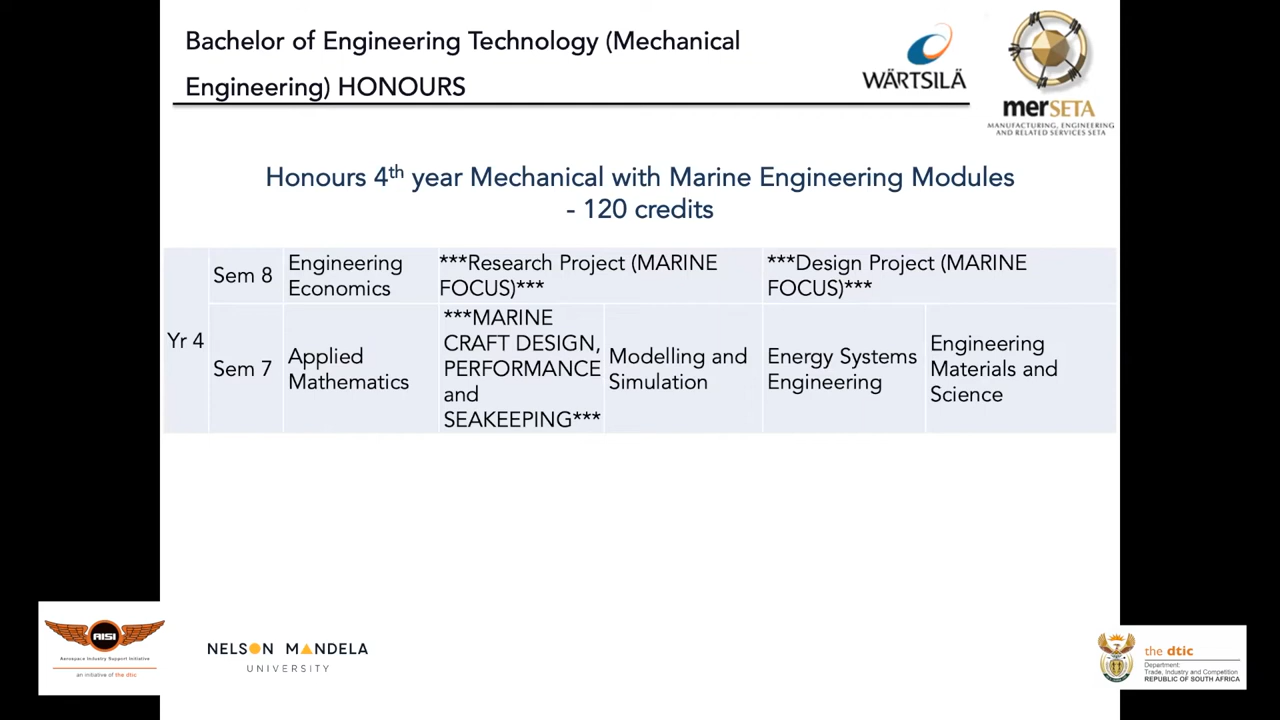 Bachelor of Engineering Technology (Mechanical
Engineering) HONOURS
WÄRTSILÄ
merSETA
MANUFACTURING, ENGINEERING
AND RELATED SERVICES SETA
Honours 4th year Mechanical with Marine Engineering Modules
- 120 credits
Yr 4
Sem 8
Engineering
Economics
***Research Project (MARINE
FOCUS)***
***Design Project (MARINE
FOCUS)***
Sem 7
Applied
Mathematics
***MARINE
CRAFT DESIGN,
PERFORMANCE
and
SEAKEEPING***
Modelling and
Simulation
Energy Systems
Engineering
Engineering
Materials and
Science
AISI
Aerospace Industry Support Initiative
an initiative of the dtic
NELSON MANDELA
UNIVERSITY
the dtic
Department:
Trade, Industry and Competition
REPUBLIC OF SOUTH AFRICA